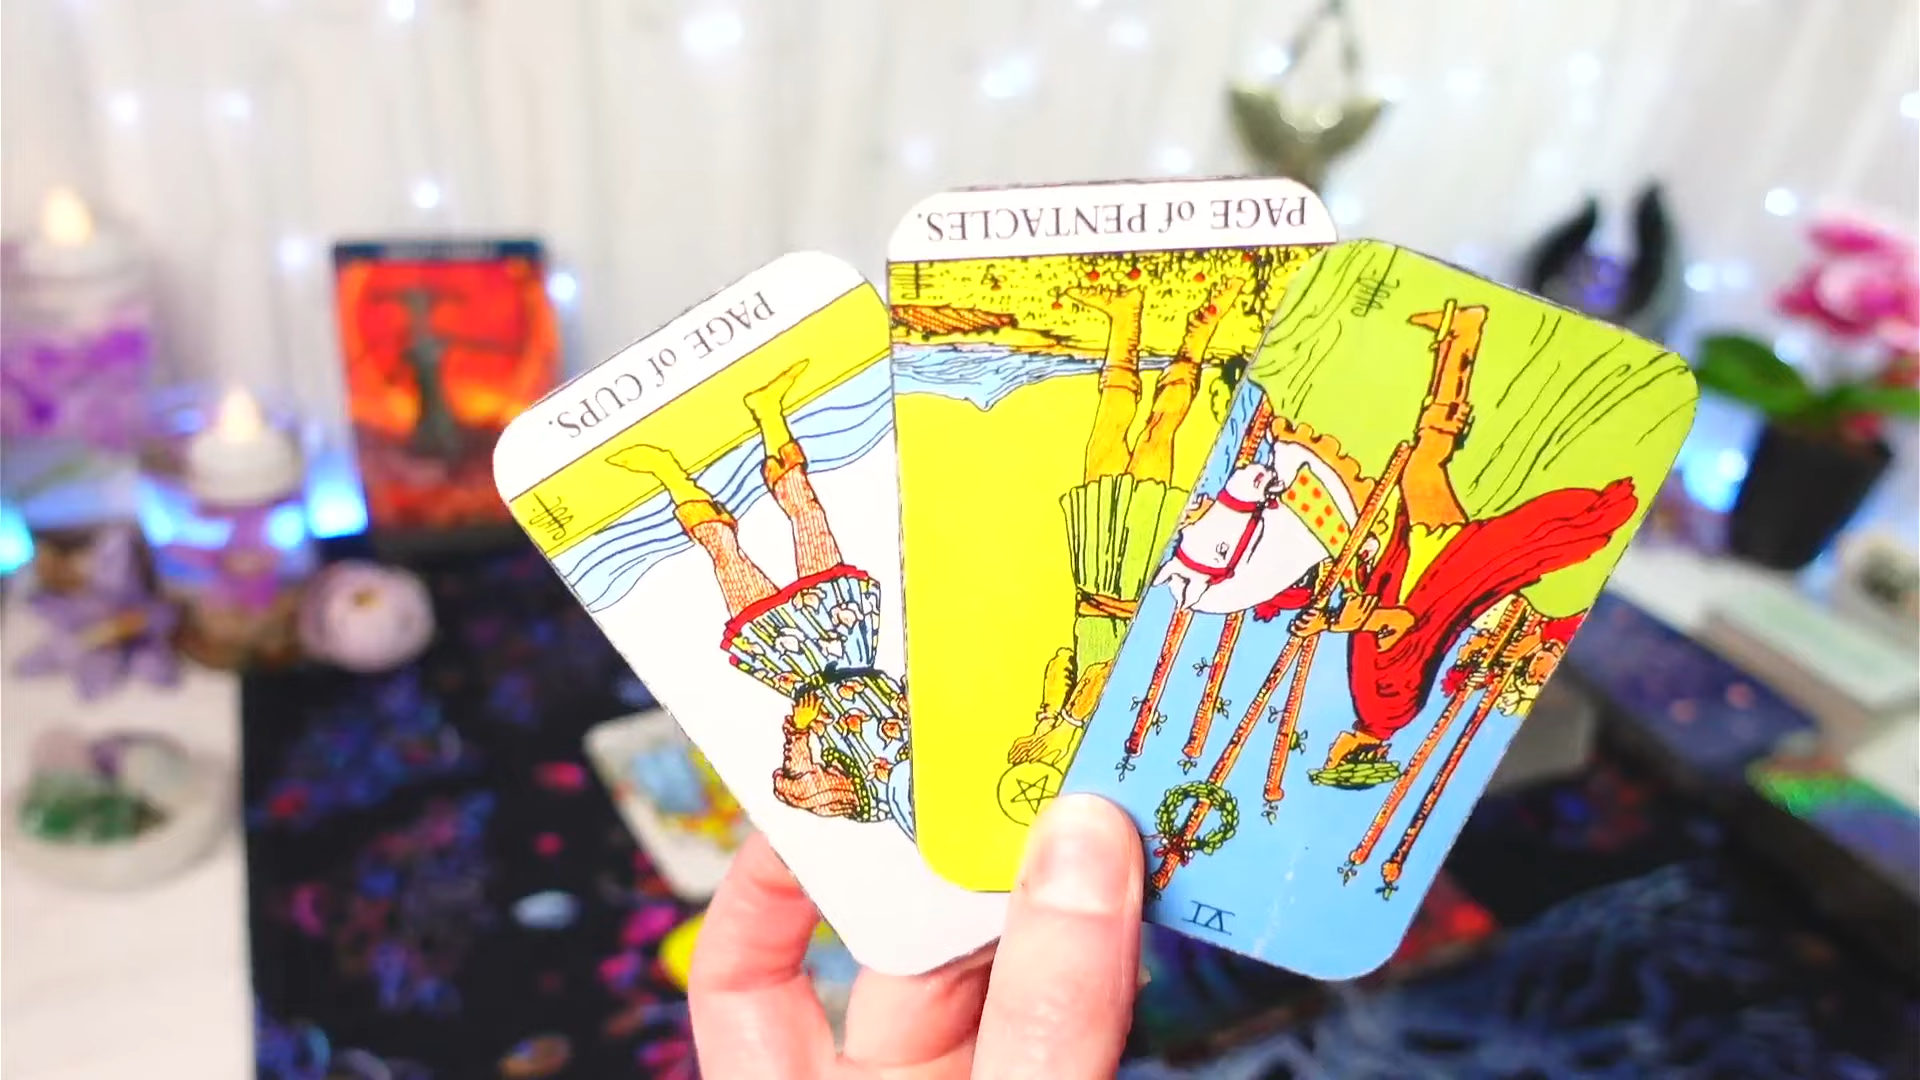 PAGE of CUPS.
PAGE of PENTACLES.
VI